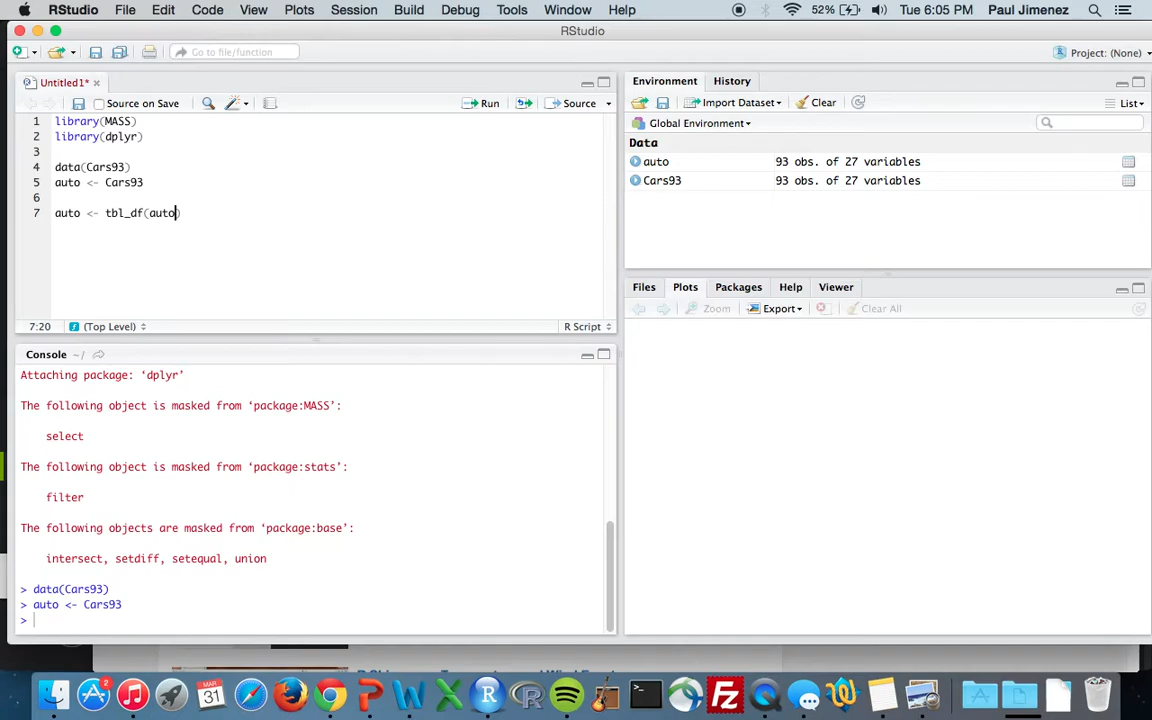 RStudio File Edit Code View Plots Session Build Debug Tools Window Help 52% Tue 6:05 PM Paul Jimenez
RStudio
Go to file/function
Project: (None)
Untitled1*
Source on Save
Run
Source
1 library(MASS)
2 library(dplyr)
3
4 data(Cars93)
5 auto <- Cars93
6
7 auto <- tbl_df(auto)
7:20 (Top Level) R Script
Console ~/
Attaching package: ‘dplyr’
The following object is masked from ‘package:MASS’:
select
The following object is masked from ‘package:stats’:
filter
The following objects are masked from ‘package:base’:
intersect, setdiff, setequal, union
> data(Cars93)
> auto <- Cars93
>
Environment History
Import Dataset Clear List
Global Environment
Data
auto 93 obs. of 27 variables
Cars93 93 obs. of 27 variables
Files Plots Packages Help Viewer
Zoom Export Clear All
2
MAR
31